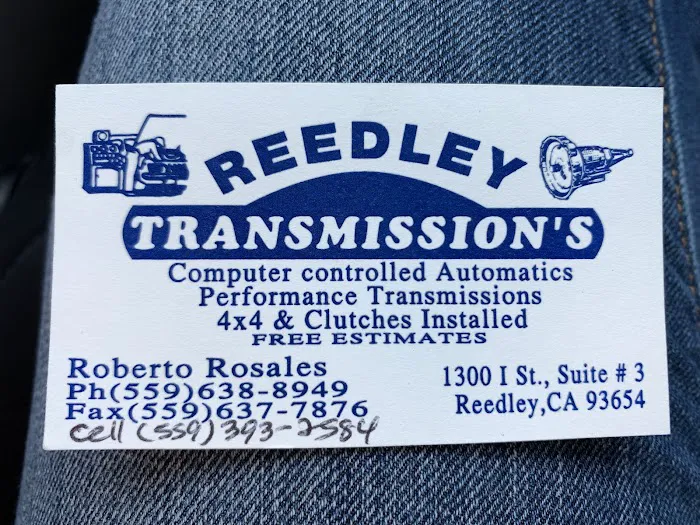 REEDLEY
TRANSMISSION'S
Computer controlled Automatics
Performance Transmissions
4x4 & Clutches Installed
FREE ESTIMATES
Roberto Rosales
Ph(559)638-8949
Fax(559)637-7876
cell (559) 393-2584
1300 I St., Suite # 3
Reedley,CA 93654